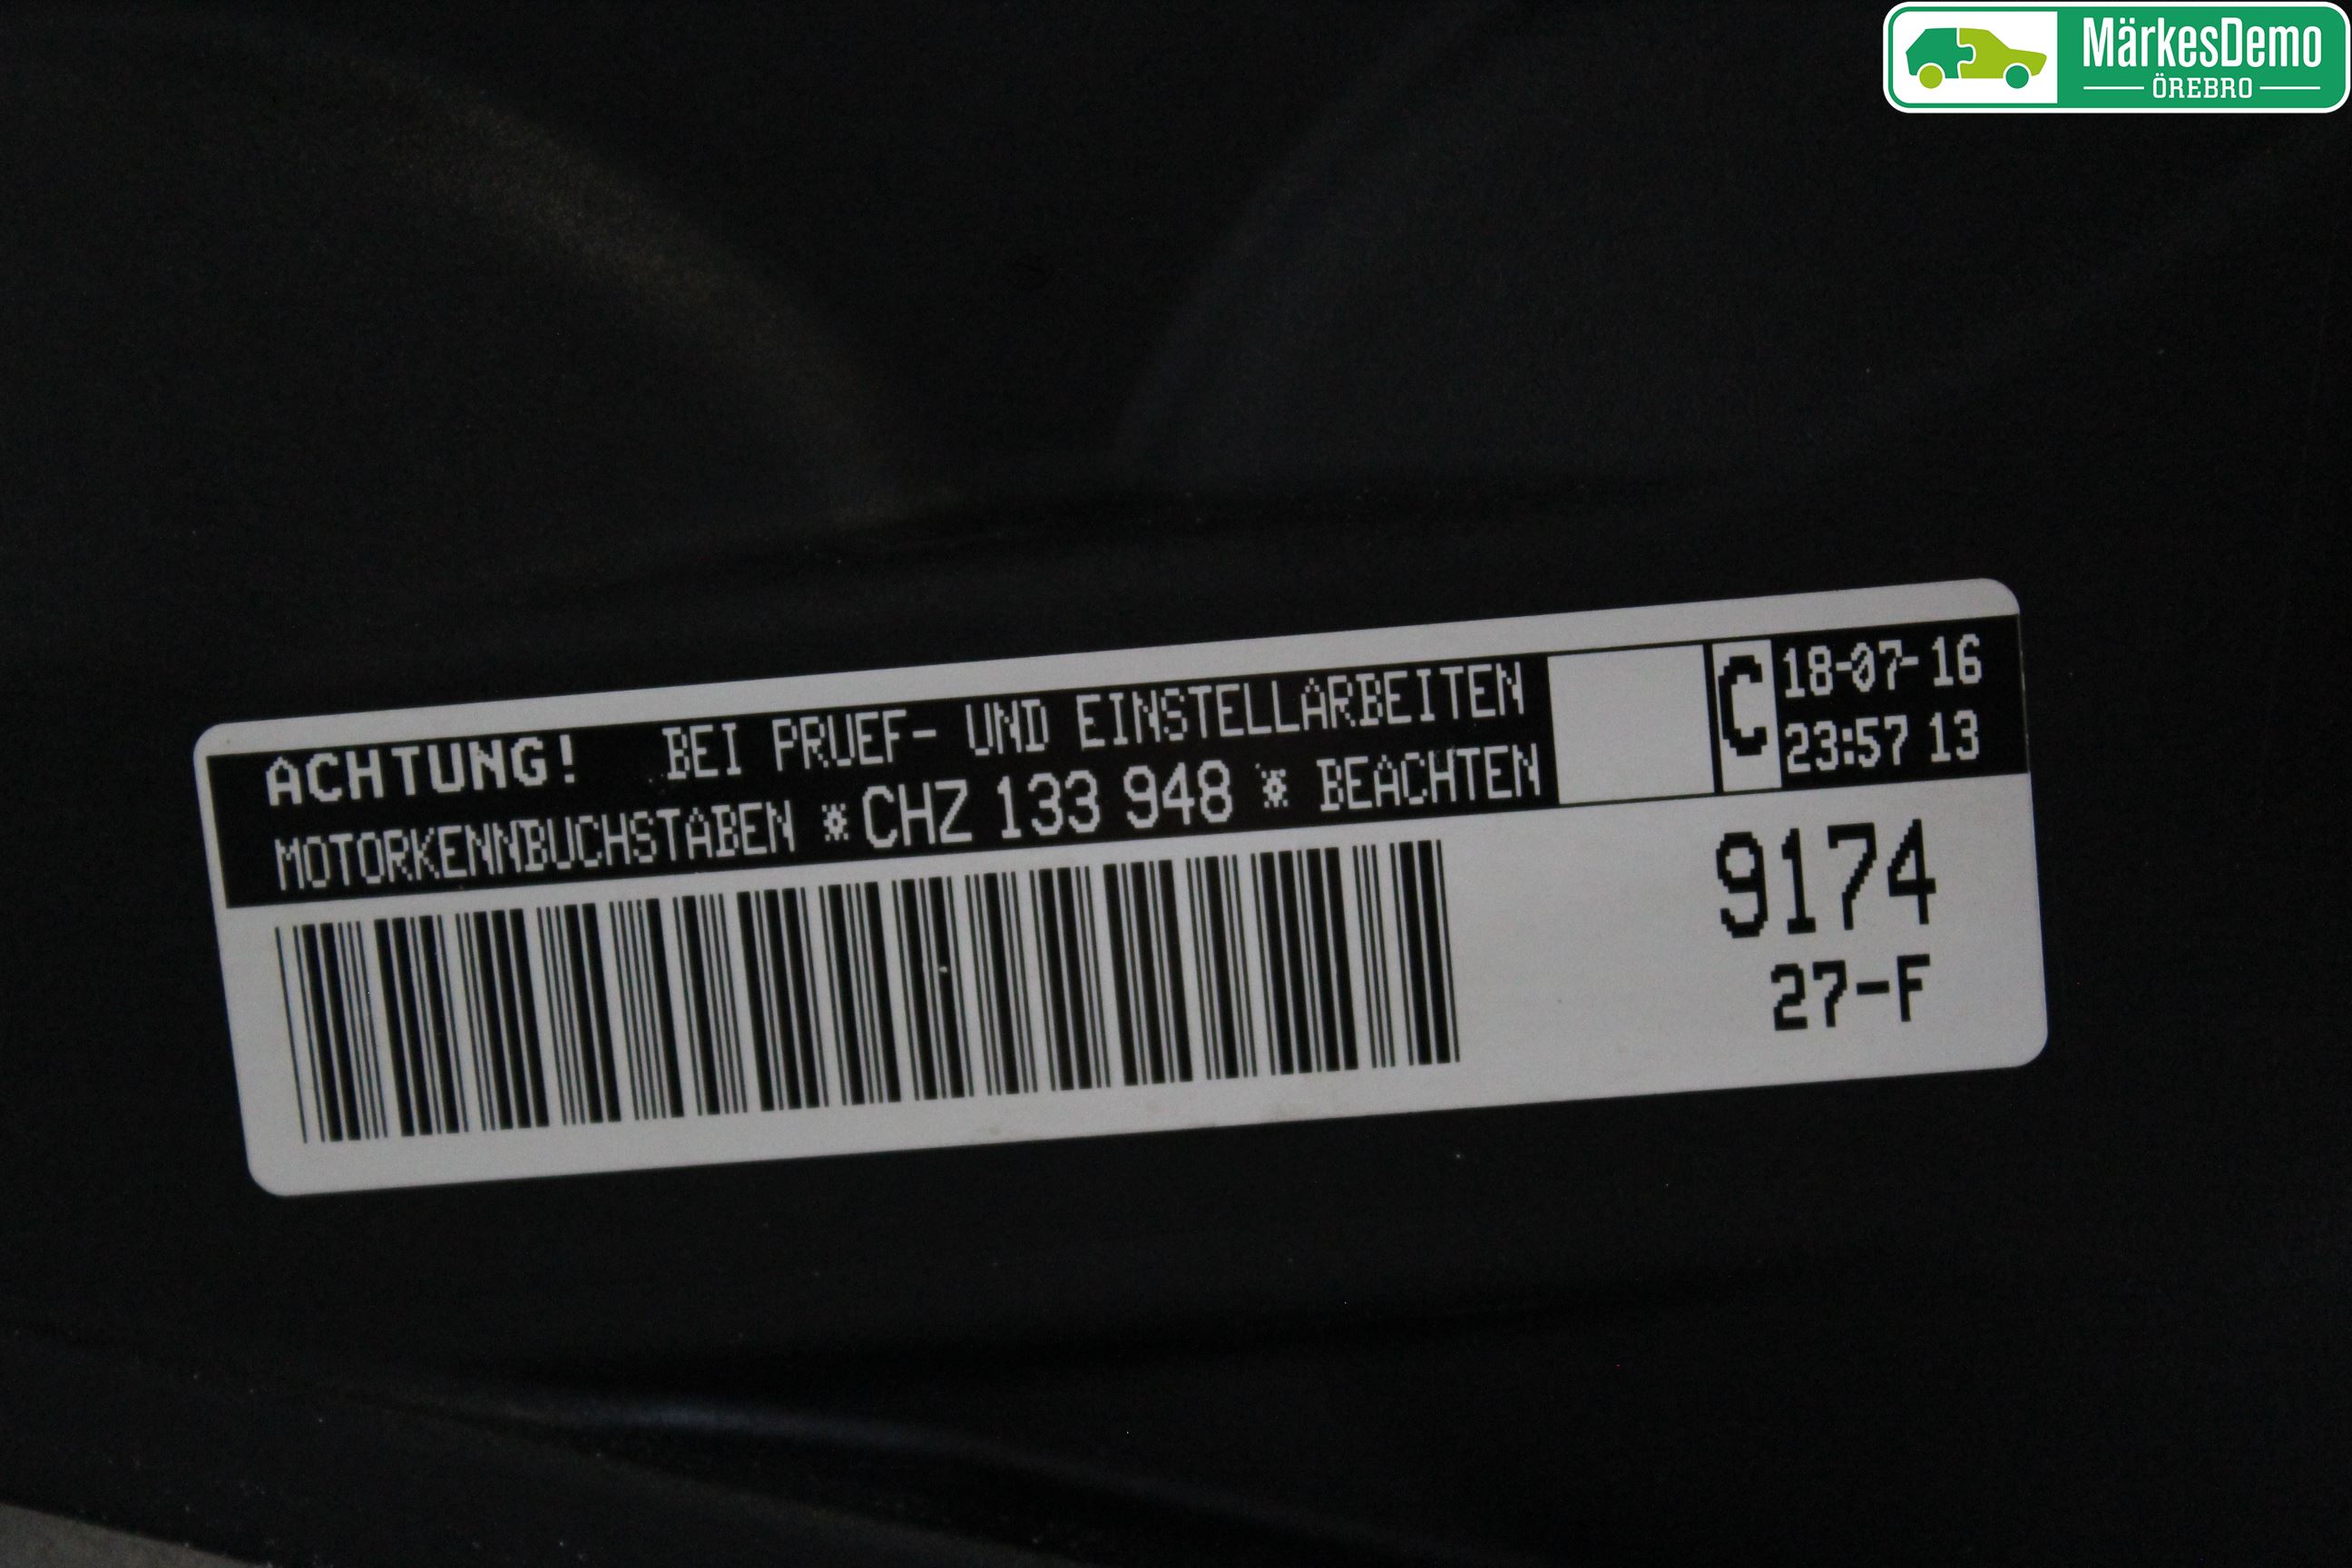 MärkesDemo
ÖREBRO
ACHTUNG! BEI PRUEF- UND EINSTELLARBEITEN
MOTORKENNBUCHSTABEN *CHZ 133 948 * BEACHTEN
C
18-07-16
23:57 13
9174
27-F